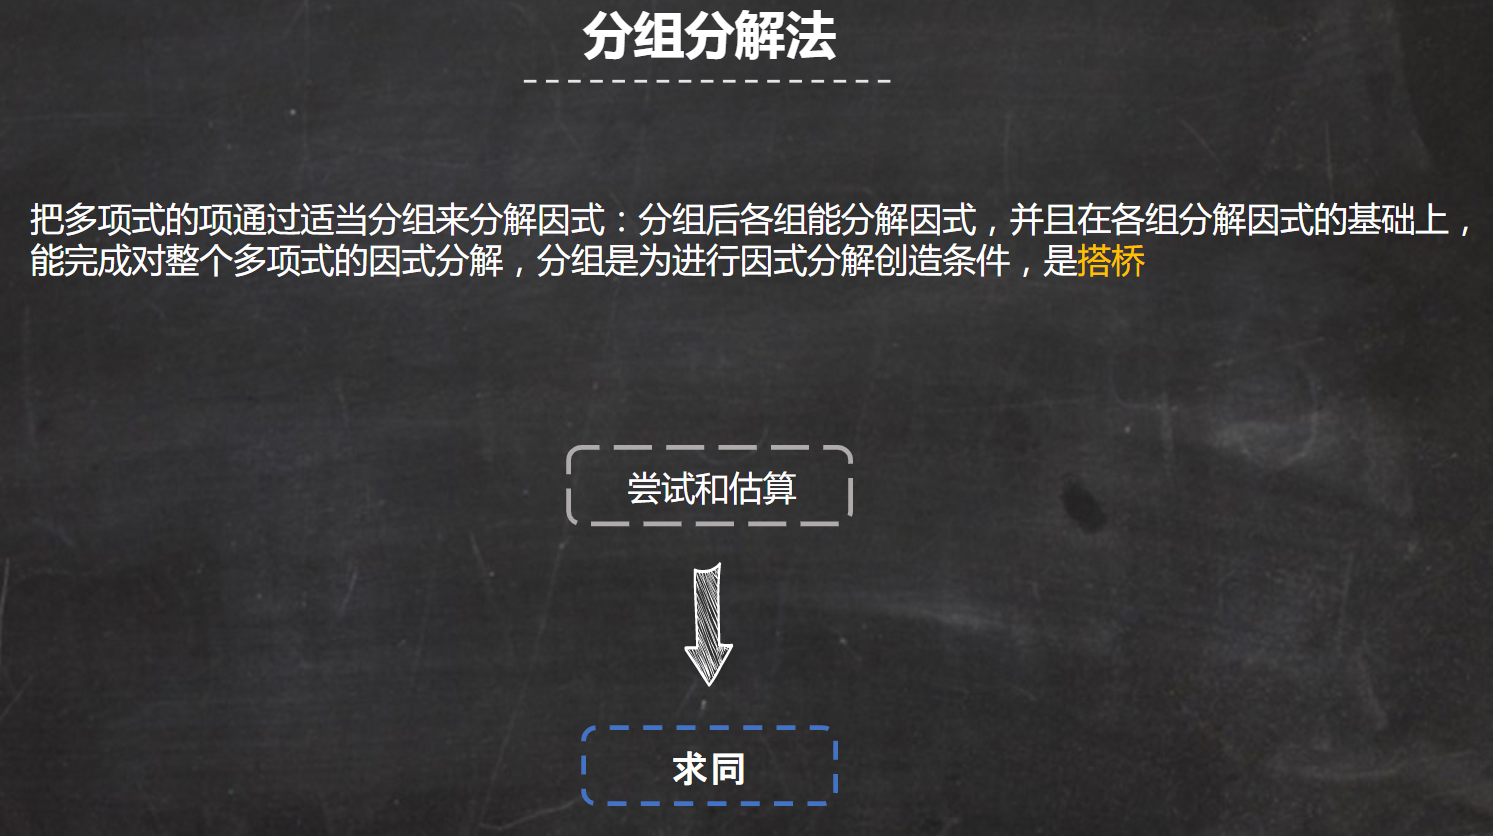 分组分解法
把多项式的项通过适当分组来分解因式：分组后各组能分解因式，并且在各组分解因式的基础上，
能完成对整个多项式的因式分解，分组是为进行因式分解创造条件，是搭桥
尝试和估算
求同